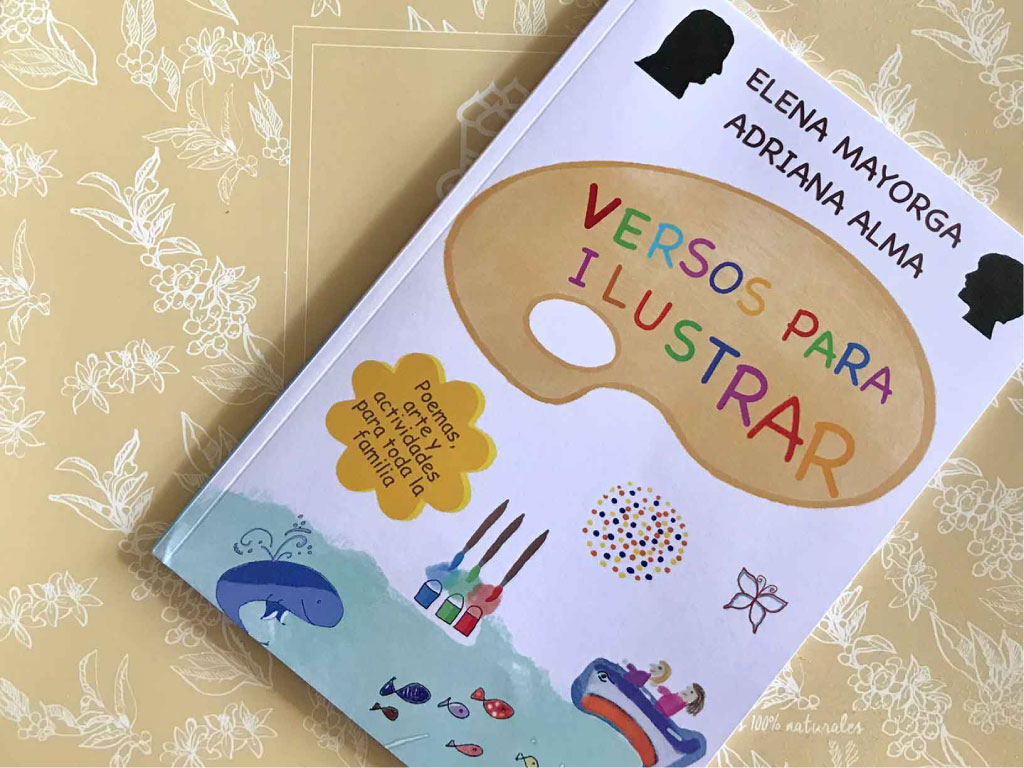 ELENA MAYORGA
ADRIANA ALMA
VERSOS PARA
ILUSTRAR
Poemas,
arte y
actividades
para toda la
familia
100% naturales